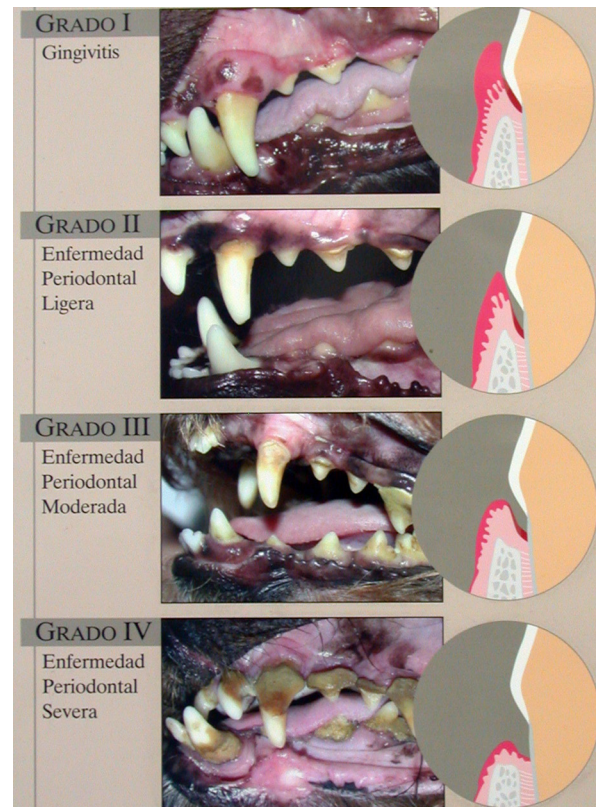 GRADO I
Gingivitis
GRADO II
Enfermedad
Periodontal
Ligera
GRADO III
Enfermedad
Periodontal
Moderada
GRADO IV
Enfermedad
Periodontal
Severa